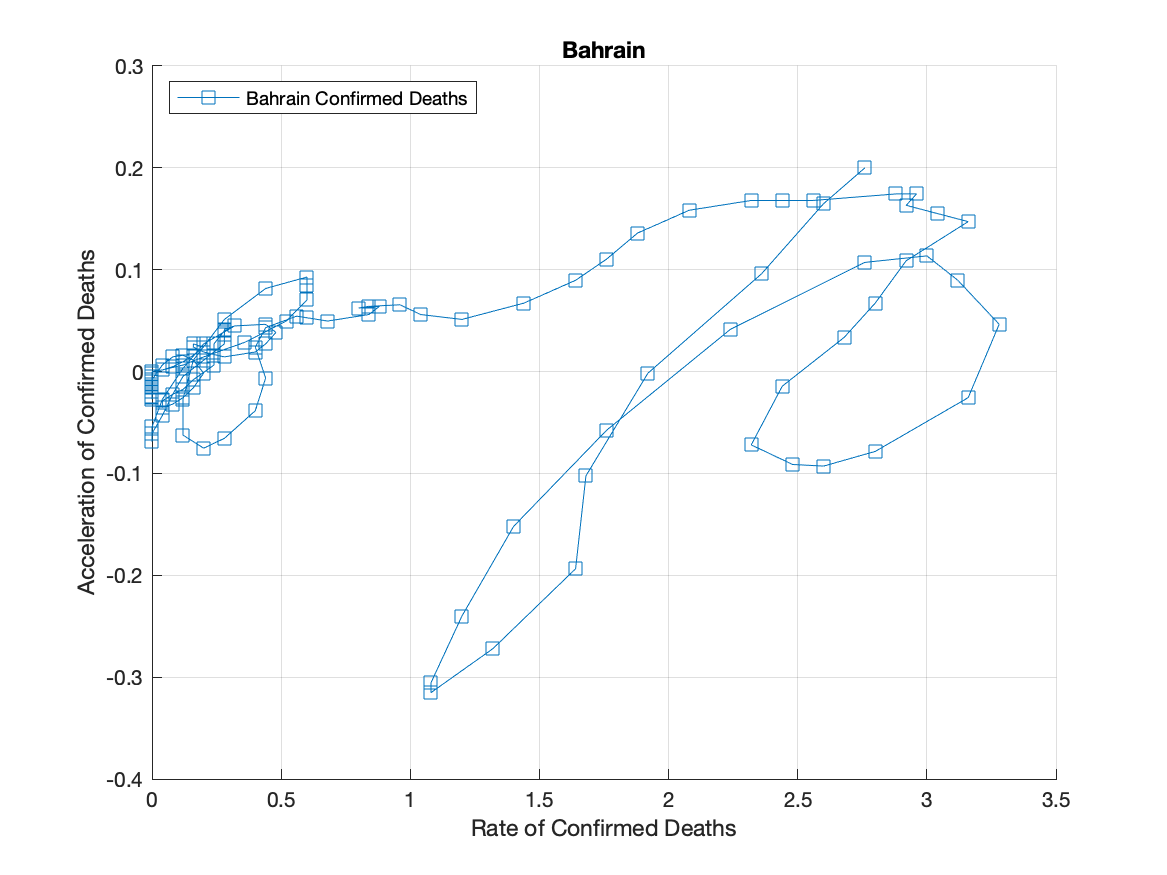 Bahrain
Bahrain Confirmed Deaths
0.3
0.2
0.1
0
-0.1
-0.2
-0.3
-0.4
Acceleration of Confirmed Deaths
0 0.5 1 1.5 2 2.5 3 3.5
Rate of Confirmed Deaths